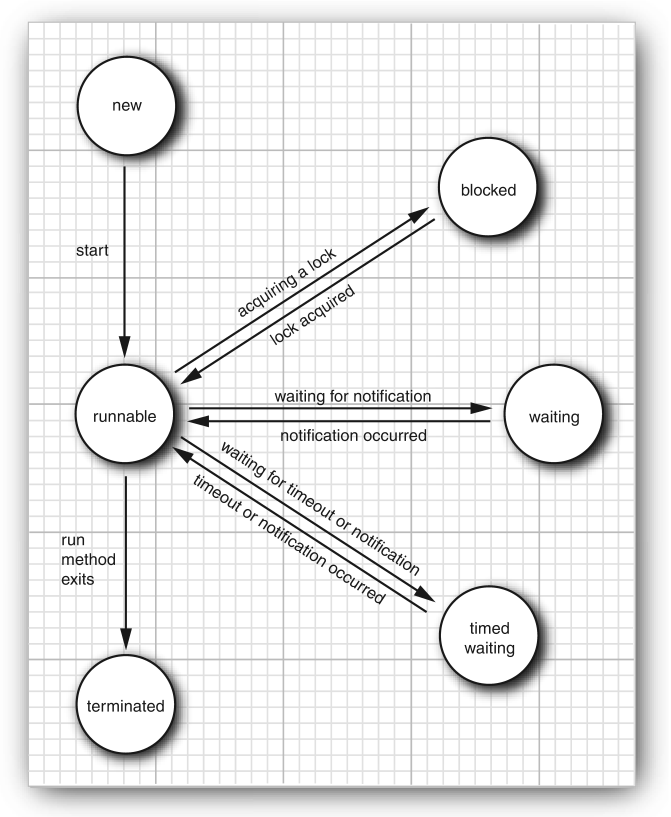 new
blocked
start
acquiring a lock
lock acquired
runnable
waiting for notification
notification occurred
waiting
waiting for timeout or notification
timeout or notification occurred
run
method
exits
timed
waiting
terminated